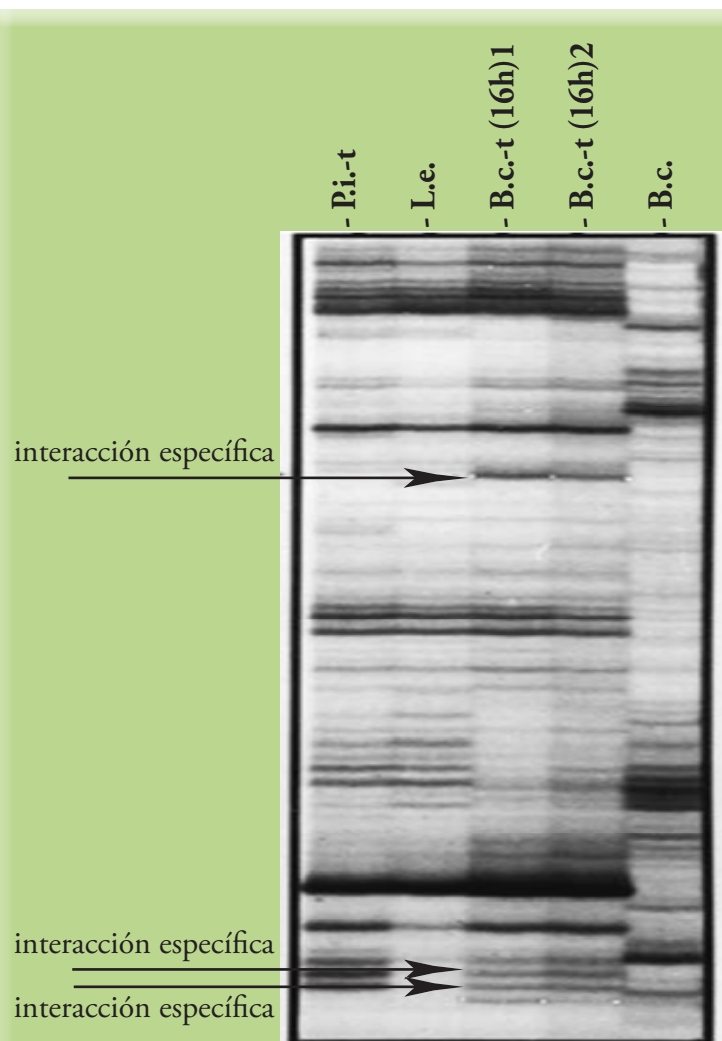 - P.i.-t
- L.e.
- B.c.-t (16h)1
- B.c.-t (16h)2
- B.c.
interacción específica
interacción específica
interacción específica